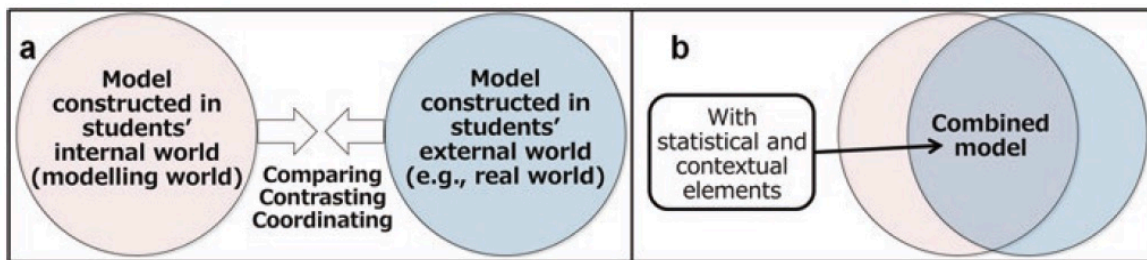 a
Model
constructed in
students'
internal world
(modelling world)
Comparing
Contrasting
Coordinating
Model
constructed in
students'
external world
(e.g., real world)
b
With
statistical and
contextual
elements
Combined
model